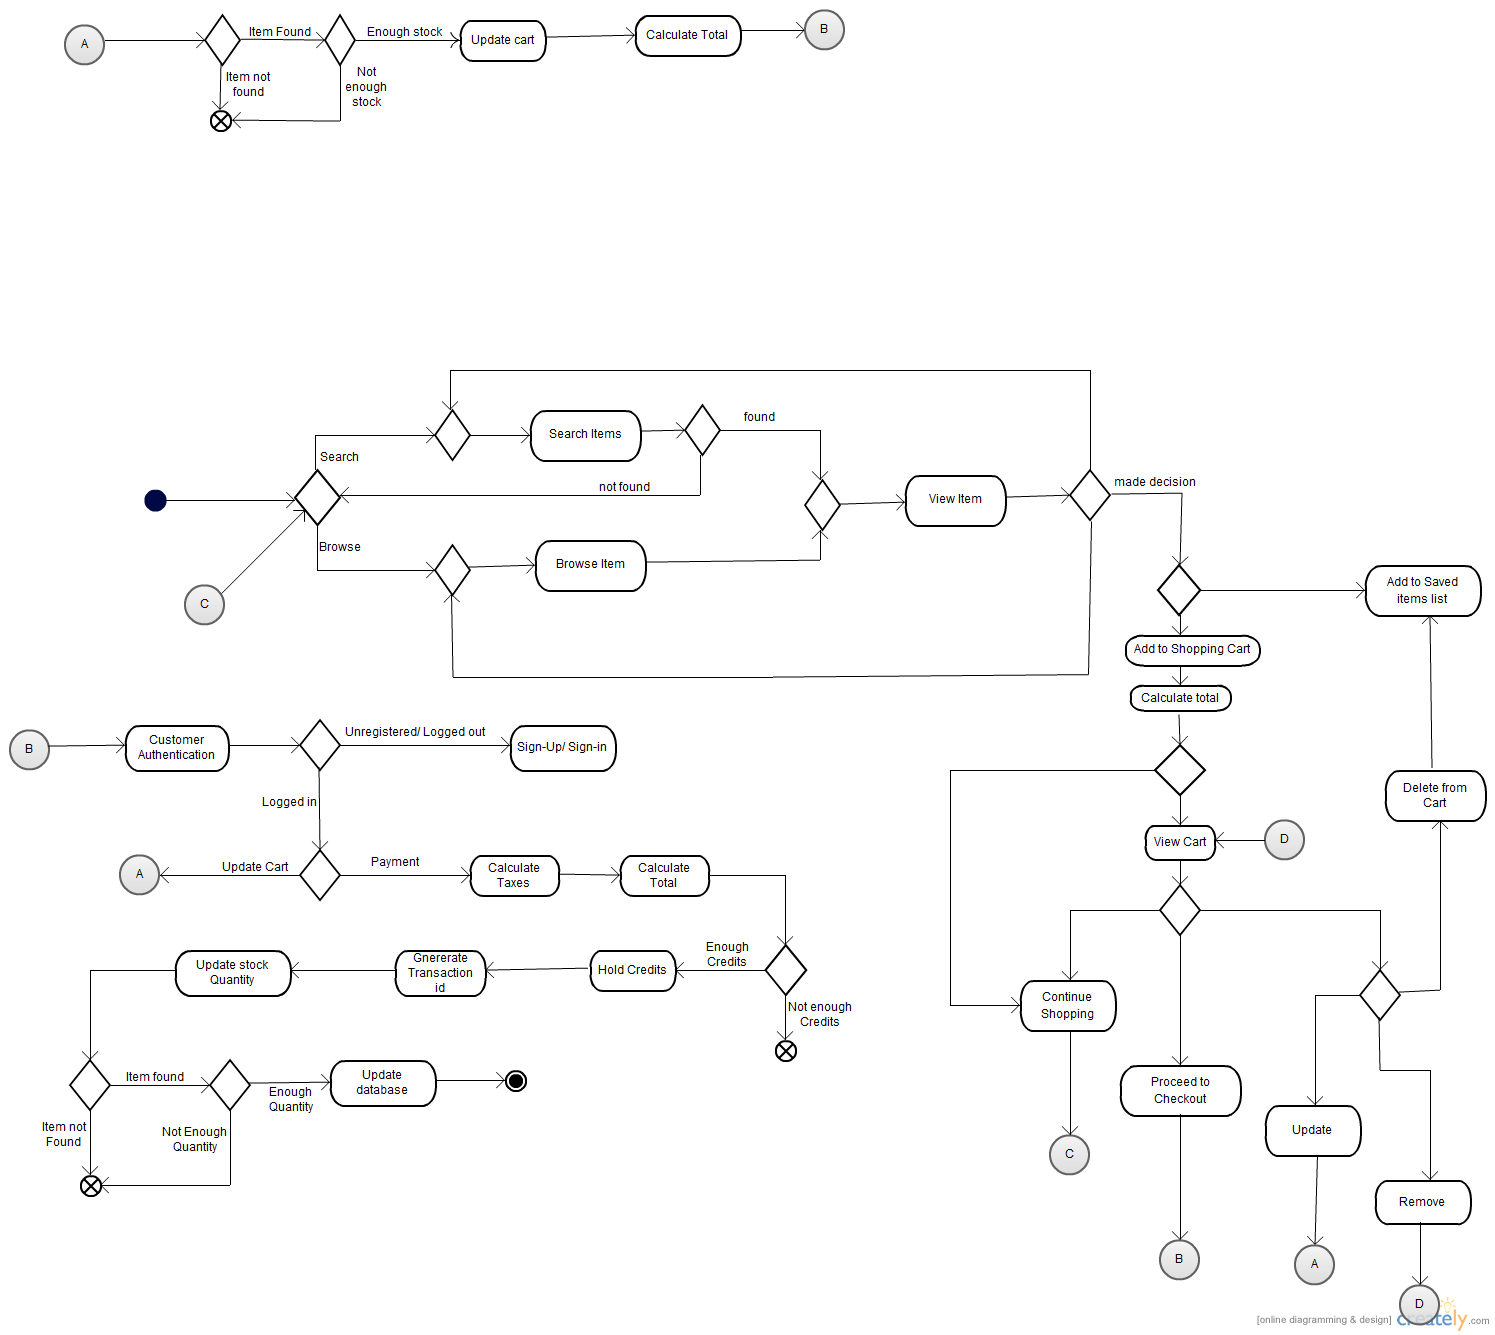 A
Item Found
Enough stock
Update cart
Calculate Total
B
Item not
found
Not
enough
stock
found
Search Items
Search
not found
made decision
View Item
Browse
Browse Item
C
Add to Saved
items list
Add to Shopping Cart
Calculate total
B
Customer
Authentication
Unregistered/ Logged out
Sign-Up/ Sign-in
Logged in
Delete from
Cart
View Cart
D
A
Update Cart
Payment
Calculate
Taxes
Calculate
Total
Enough
Credits
Update stock
Quantity
Gnererate
Transaction
id
Hold Credits
Not enough
Credits
Continue
Shopping
Item found
Update
database
Enough
Quantity
Proceed to
Checkout
Item not
Found
Not Enough
Quantity
Update
C
Remove
B
A
D
[online diagramming & design] creately.com